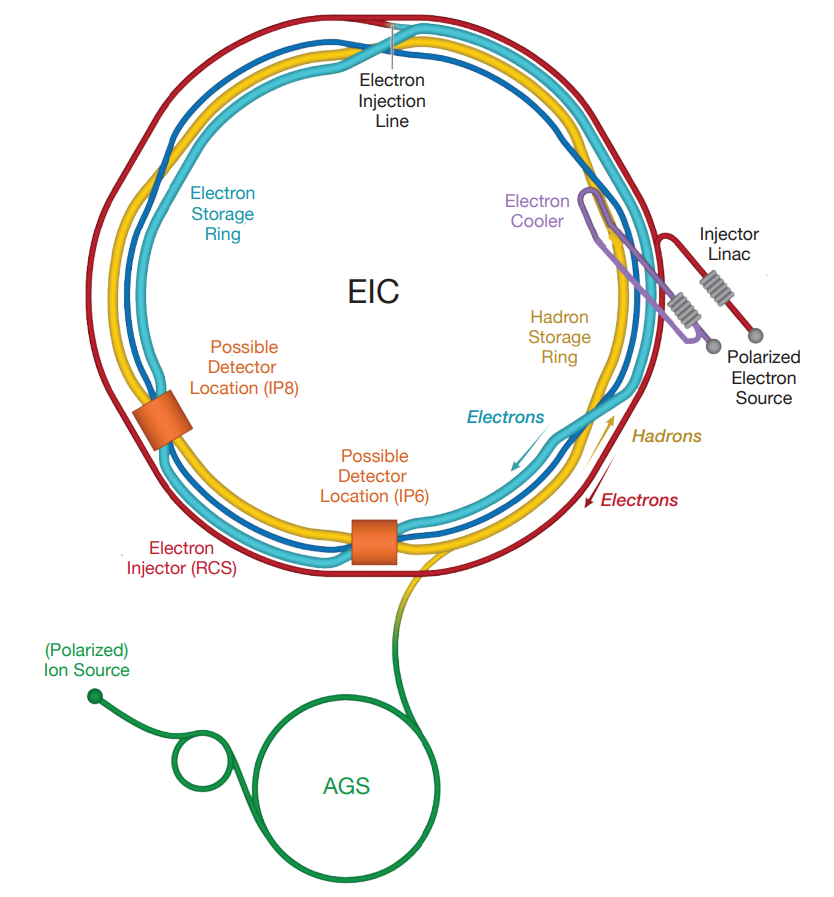 Electron
Injection
Line
Electron
Storage
Ring
Electron
Cooler
Injector
Linac
EIC
Hadron
Storage
Ring
Possible
Detector
Location (IP8)
Polarized
Electron
Source
Electrons
Hadrons
Possible
Detector
Location (IP6)
Electrons
Electron
Injector (RCS)
(Polarized)
Ion Source
AGS